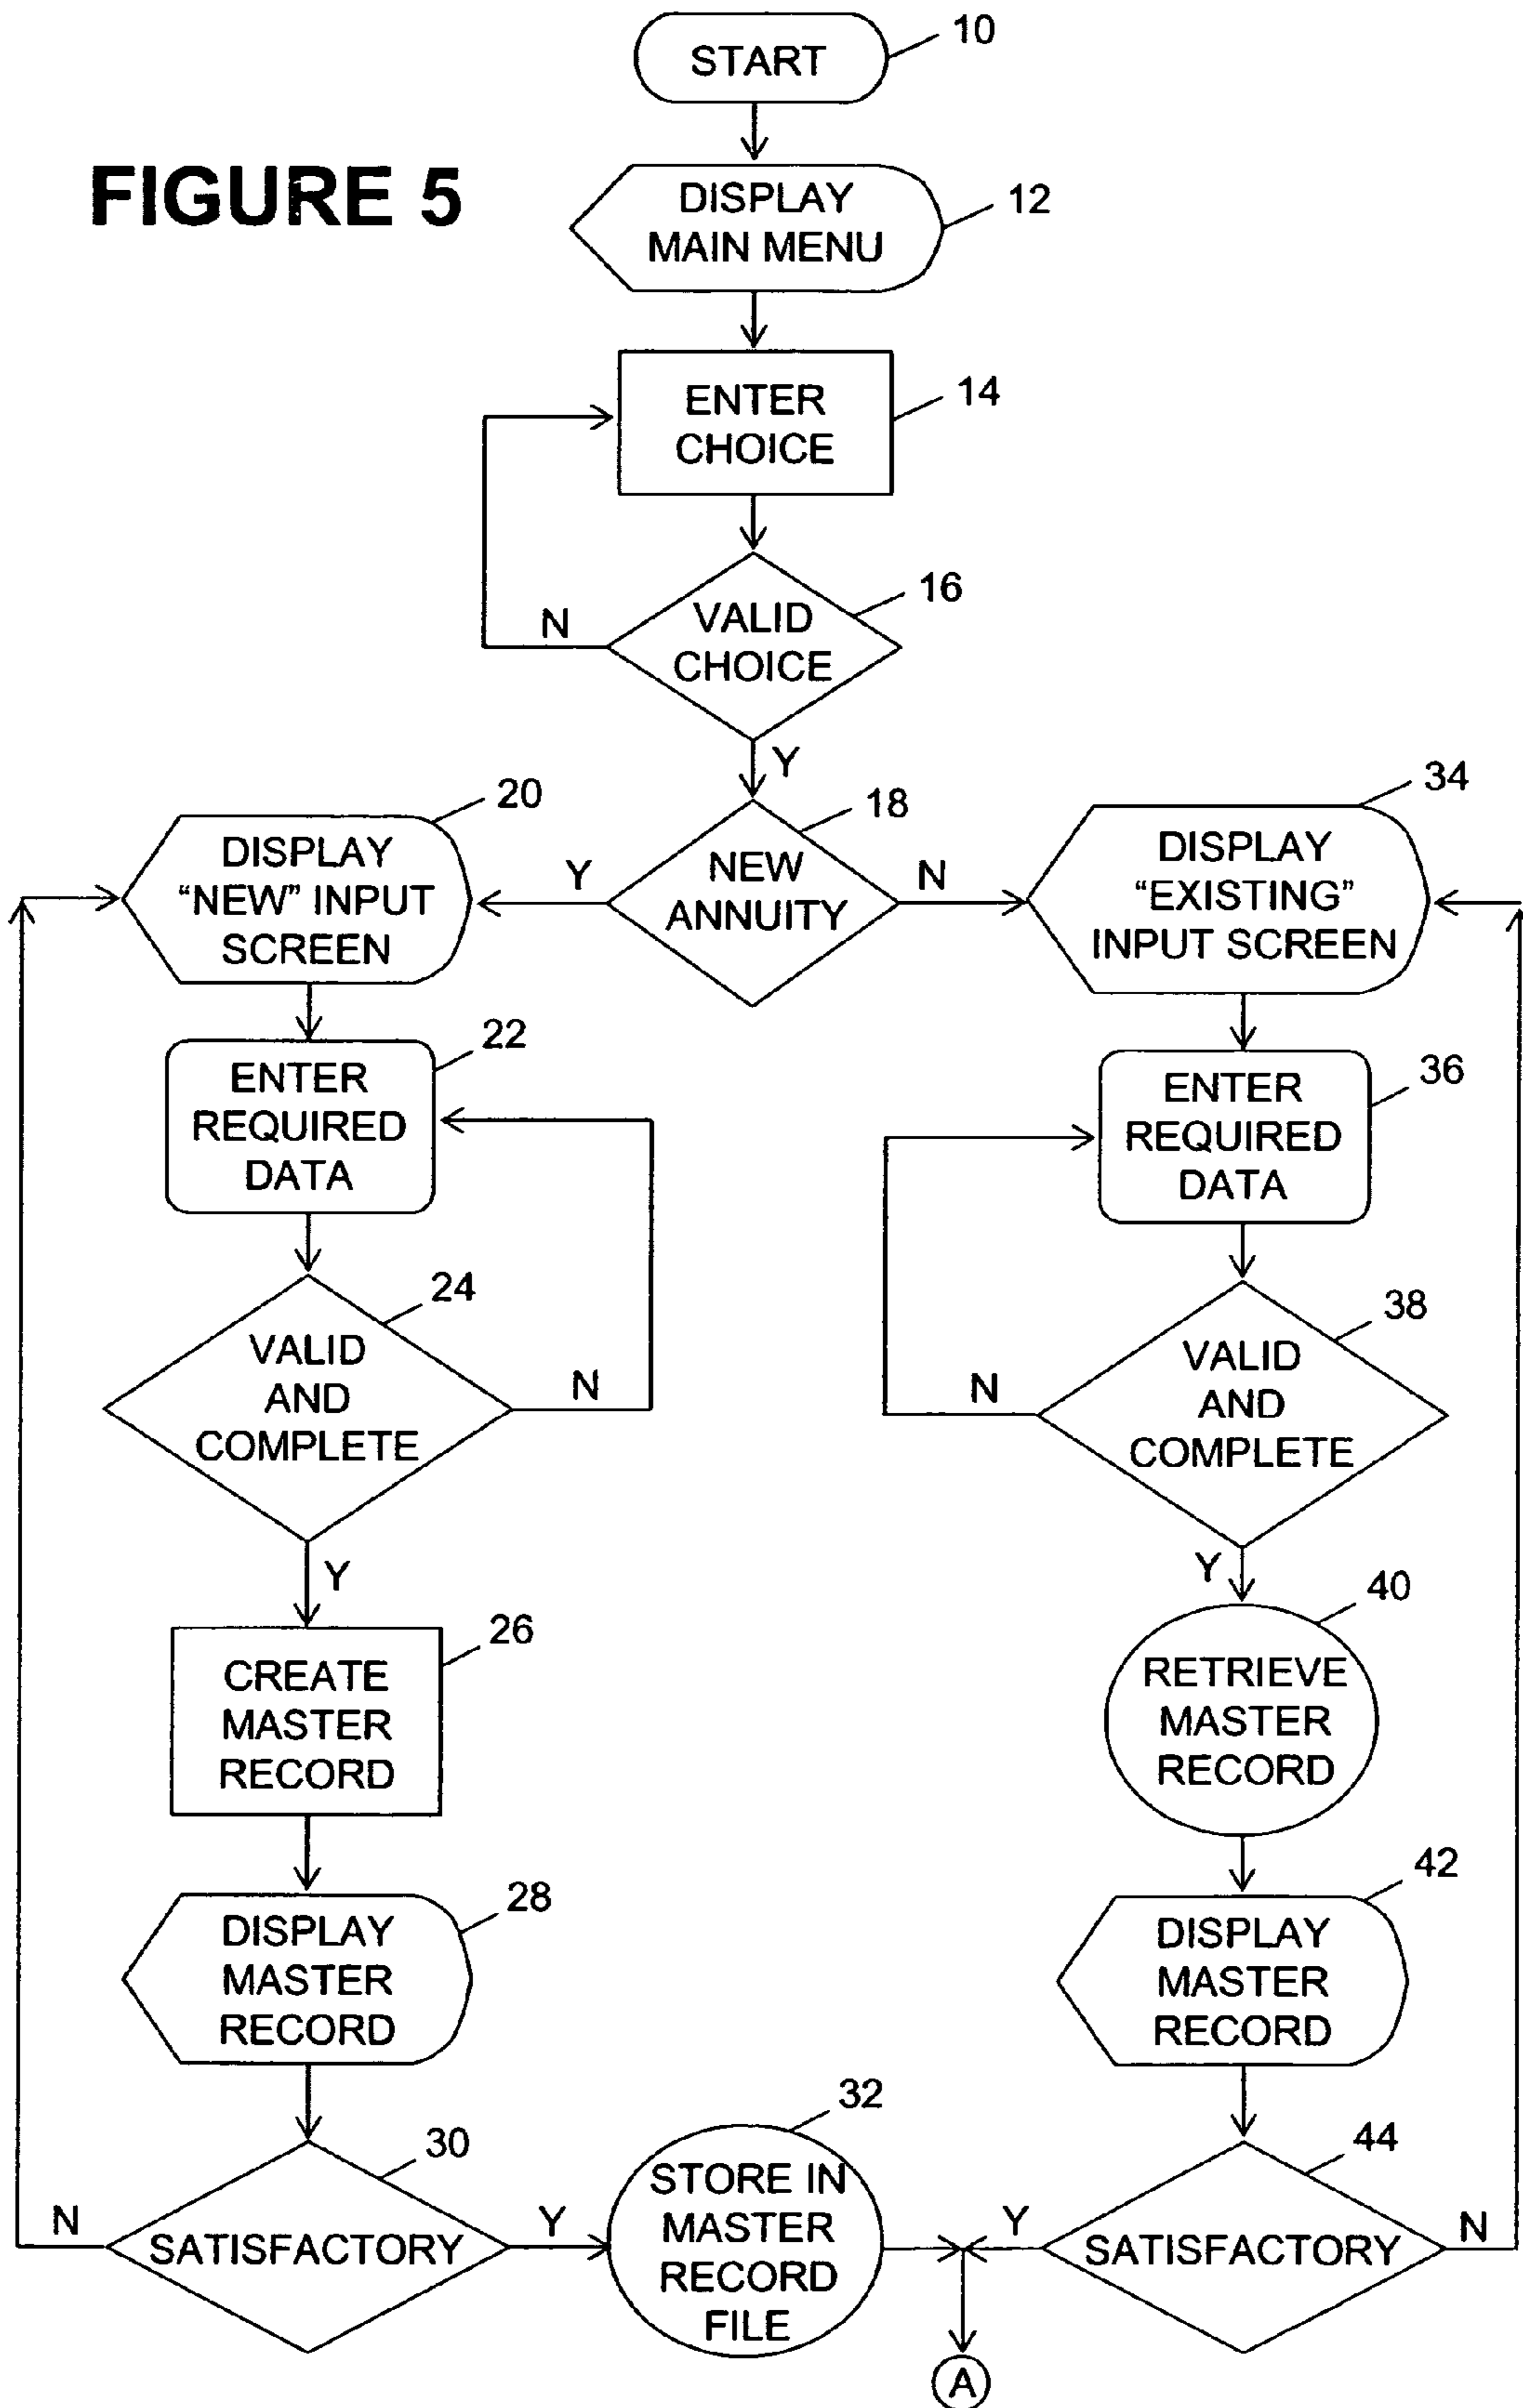 START
10
FIGURE 5
DISPLAY
MAIN MENU
12
ENTER
CHOICE
14
VALID
CHOICE
16
N
Y
NEW
ANNUITY
18
Y
N
DISPLAY
“NEW” INPUT
SCREEN
20
ENTER
REQUIRED
DATA
22
VALID
AND
COMPLETE
24
N
Y
CREATE
MASTER
RECORD
26
DISPLAY
MASTER
RECORD
28
SATISFACTORY
30
N
Y
STORE IN
MASTER
RECORD
FILE
32
DISPLAY
“EXISTING”
INPUT SCREEN
34
ENTER
REQUIRED
DATA
36
VALID
AND
COMPLETE
38
N
Y
RETRIEVE
MASTER
RECORD
40
DISPLAY
MASTER
RECORD
42
SATISFACTORY
44
Y
N
A